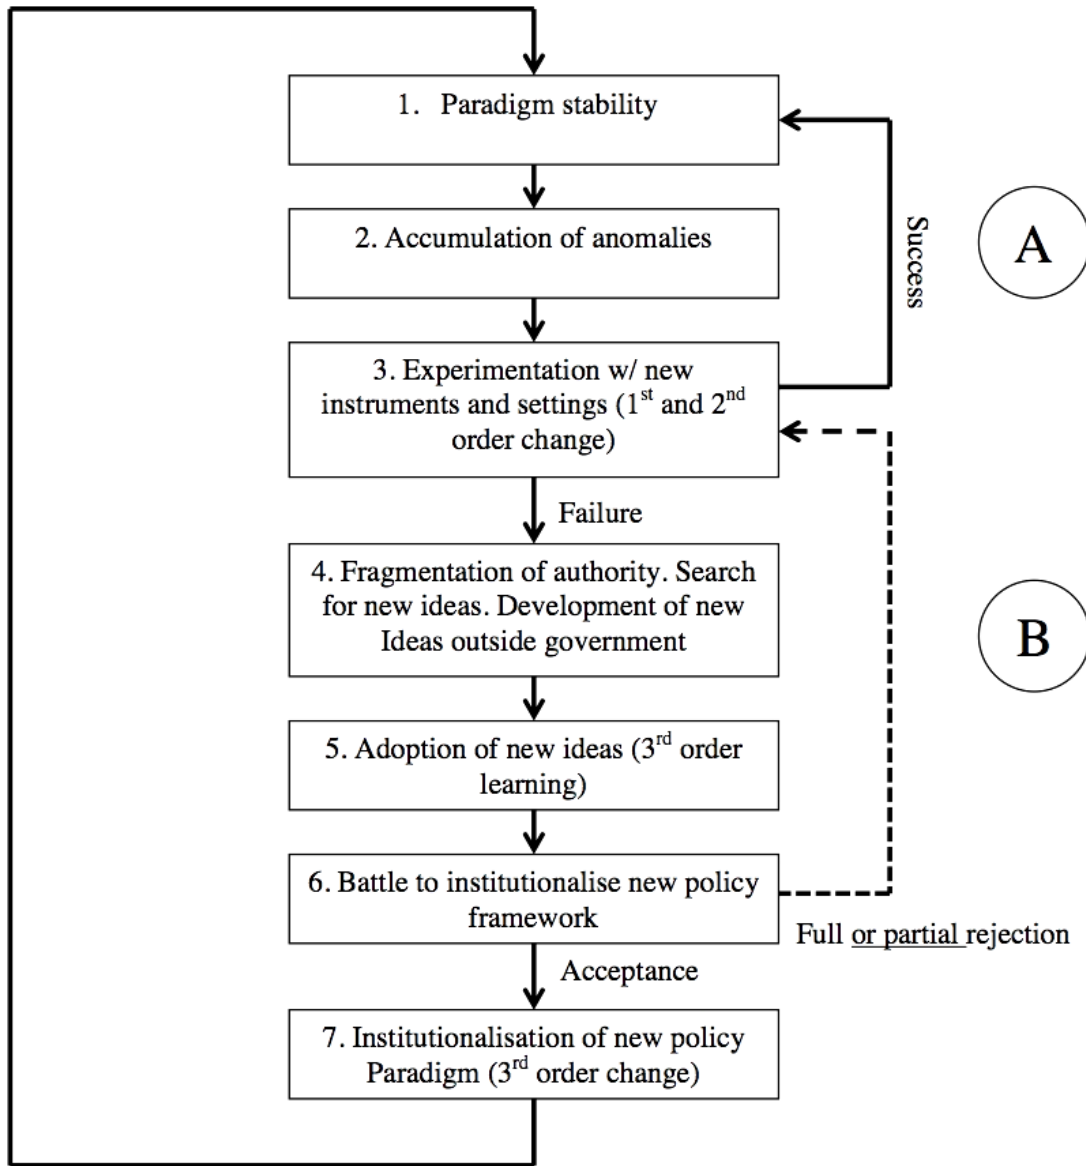 1. Paradigm stability
2. Accumulation of anomalies
Success
A
3. Experimentation w/ new
instruments and settings (1st and 2nd
order change)
Failure
4. Fragmentation of authority. Search
for new ideas. Development of new
Ideas outside government
B
5. Adoption of new ideas (3rd order
learning)
6. Battle to institutionalise new policy
framework
Full or partial rejection
Acceptance
7. Institutionalisation of new policy
Paradigm (3rd order change)